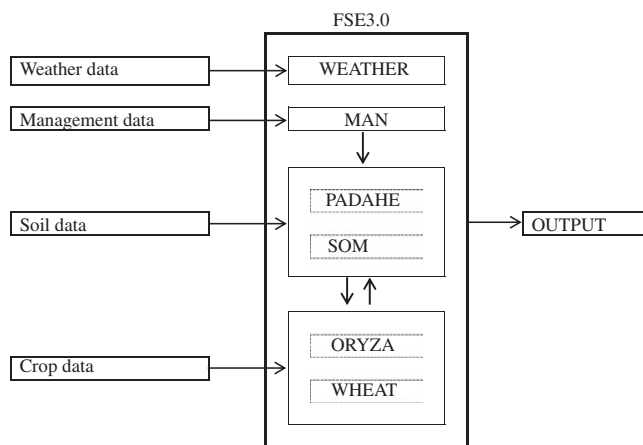 FSE3.0
Weather data
WEATHER
Management data
MAN
PADAHE
Soil data
OUTPUT
SOM
ORYZA
Crop data
WHEAT